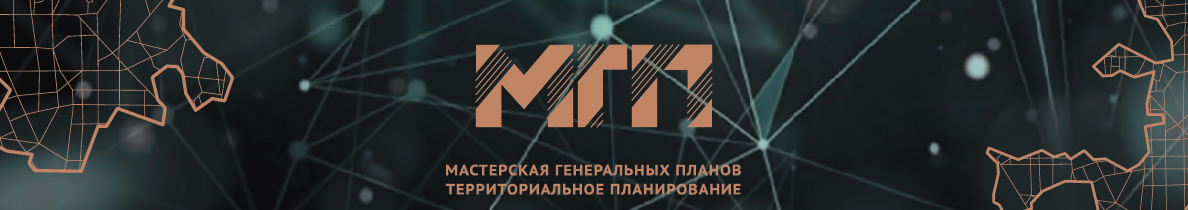 МГП
МАСТЕРСКАЯ ГЕНЕРАЛЬНЫХ ПЛАНОВ
ТЕРРИТОРИАЛЬНОЕ ПЛАНИРОВАНИЕ